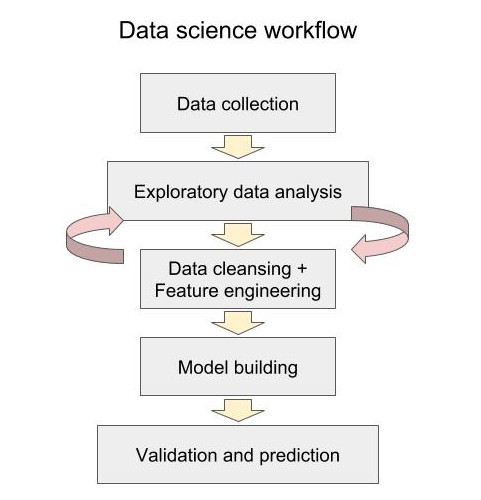 Data science workflow
Data collection
Exploratory data analysis
Data cleansing +
Feature engineering
Model building
Validation and prediction